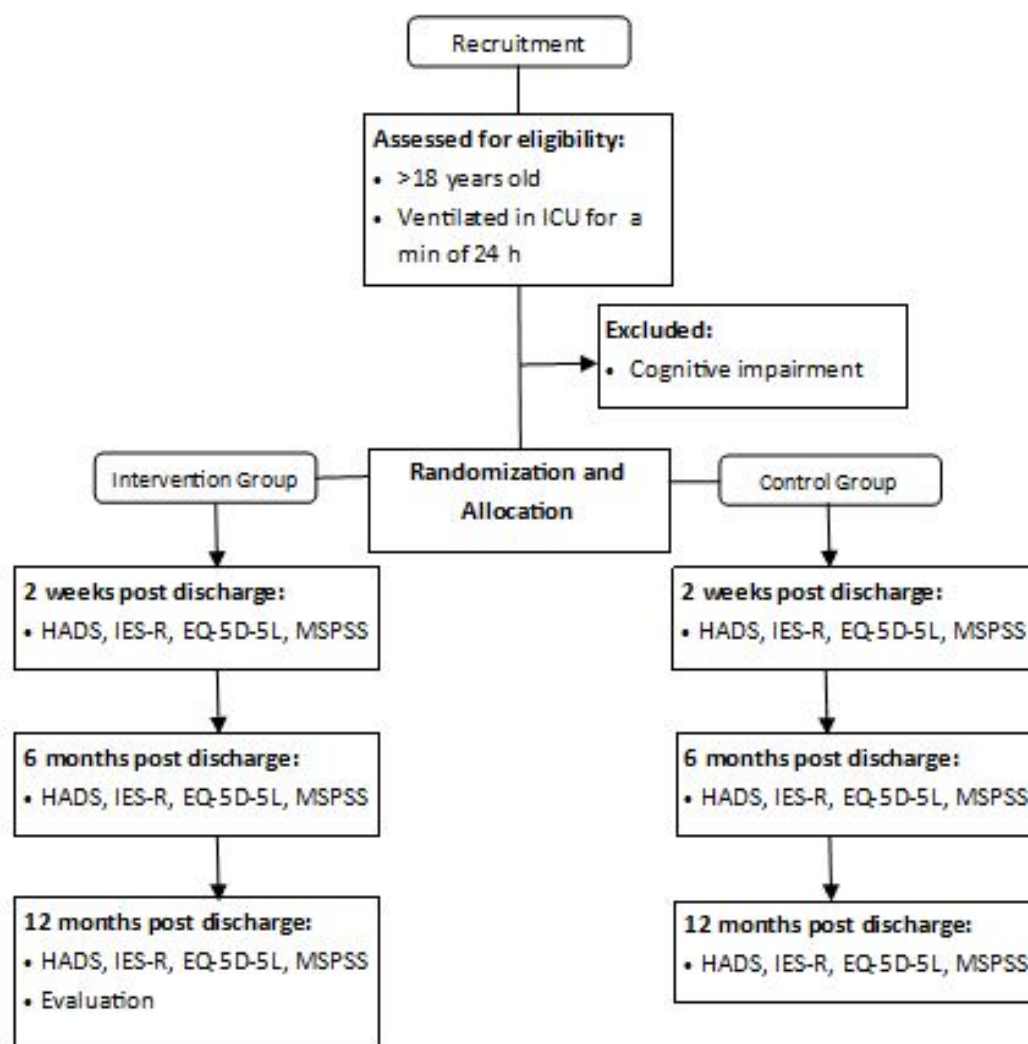 Recruitment
Assessed for eligibility:
• >18 years old
• Ventilated in ICU for a
min of 24 h
Excluded:
• Cognitive impairment
Randomization and
Allocation
Intervention Group
Control Group
2 weeks post discharge:
• HADS, IES-R, EQ-5D-5L, MSPSS
6 months post discharge:
• HADS, IES-R, EQ-5D-5L, MSPSS
12 months post discharge:
• HADS, IES-R, EQ-5D-5L, MSPSS
• Evaluation
2 weeks post discharge:
• HADS, IES-R, EQ-5D-5L, MSPSS
6 months post discharge:
• HADS, IES-R, EQ-5D-5L, MSPSS
12 months post discharge:
• HADS, IES-R, EQ-5D-5L, MSPSS